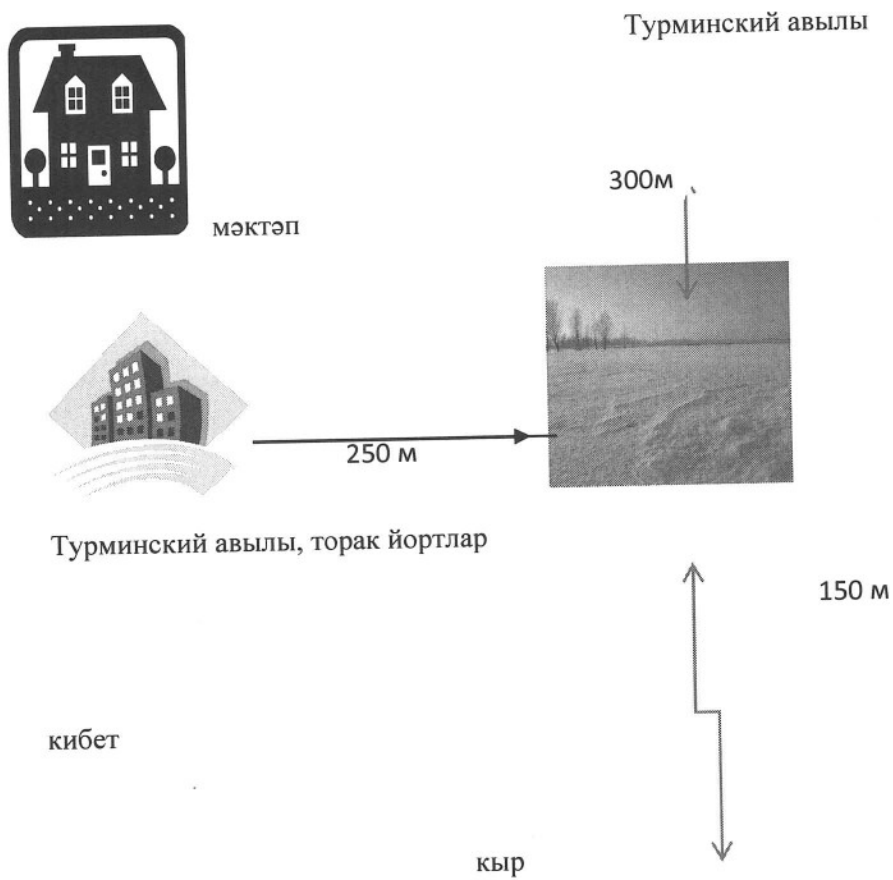 Турминский авылы
300м
мәктәп
250 м
Турминский авылы, торак йортлар
150 м
кибет
кыр